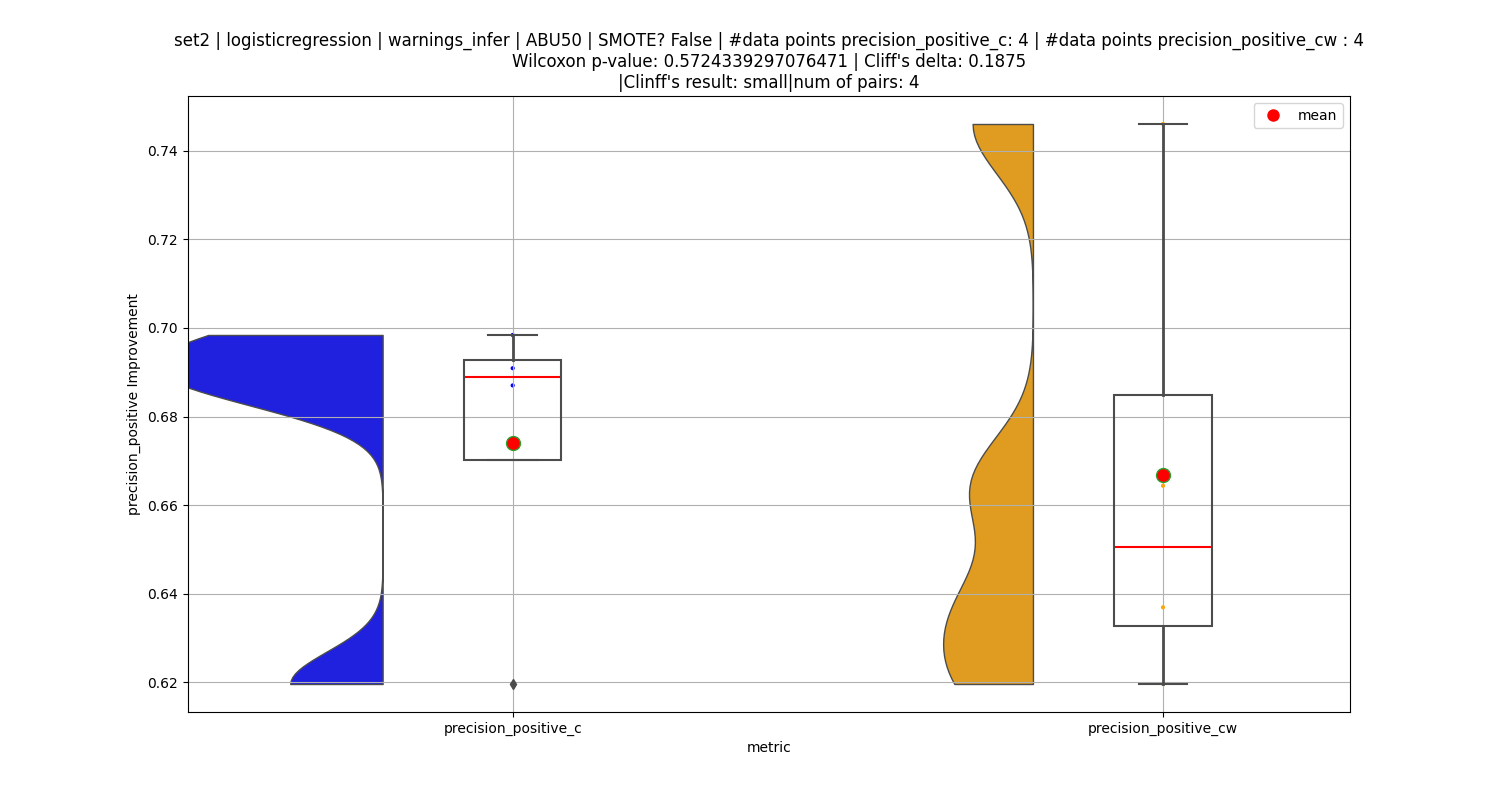 set2 | logisticregression | warnings_infer | ABU50 | SMOTE? False | #data points precision_positive_c: 4 | #data points precision_positive_cw : 4
Wilcoxon p-value: 0.5724339297076471 | Cliff's delta: 0.1875
|Clinff's result: small|num of pairs: 4
mean
0.74
0.72
0.70
0.68
0.66
0.64
0.62
precision_positive Improvement
precision_positive_c
precision_positive_cw
metric